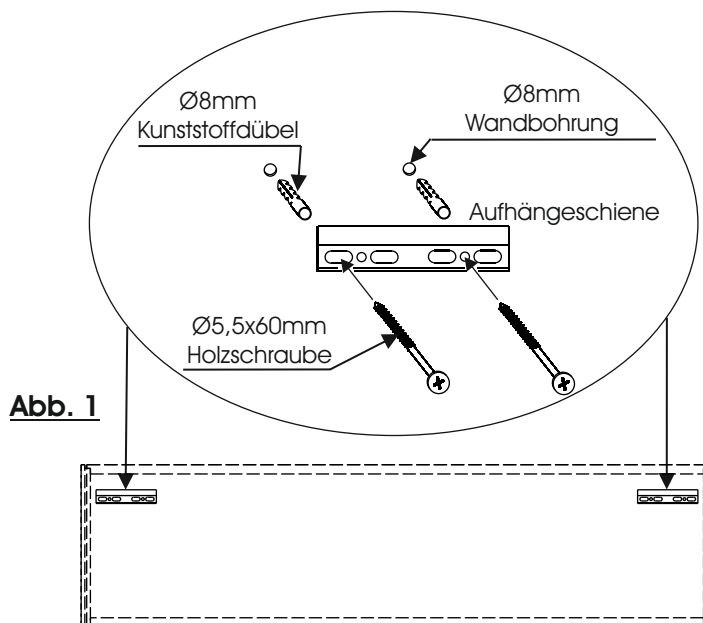 Ø8mm
Kunststoffdübel
Ø8mm
Wandbohrung
Aufhängeschiene
Ø5,5x60mm
Holzschraube
Abb. 1